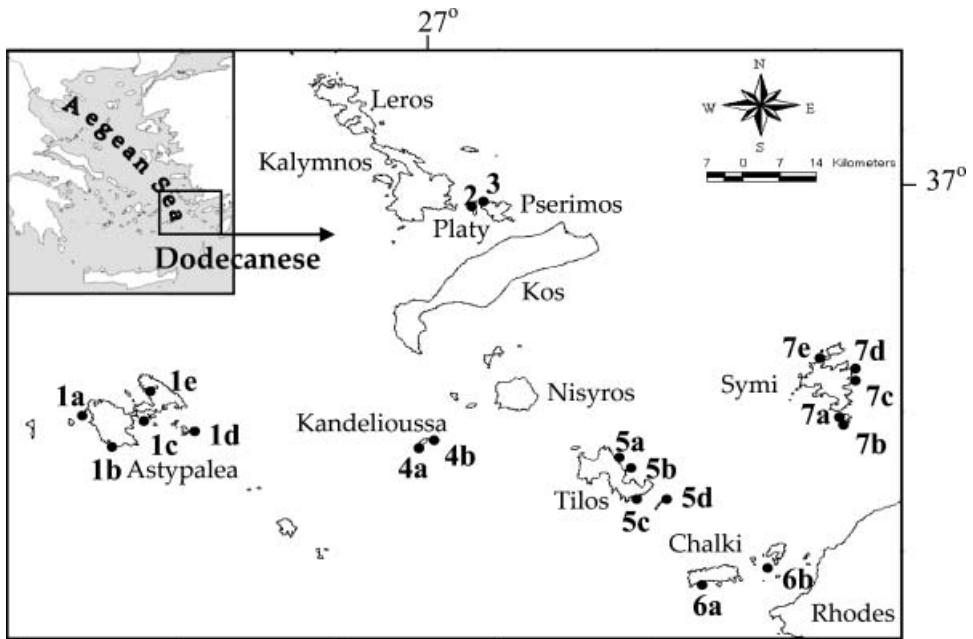 27°
Aegean Sea
Dodecanese
Leros
Kalymnos
2
3
Pserimos
Platy
Kos
N
W
E
S
7 0 7 14 Kilometers
37°
1a
1e
1c
1d
1b
Astypalea
Kandelioussa
4a
4b
Nisyros
7e
7d
Symi
7c
7a
7b
5a
5b
Tilos
5d
5c
Chalki
6b
6a
Rhodes